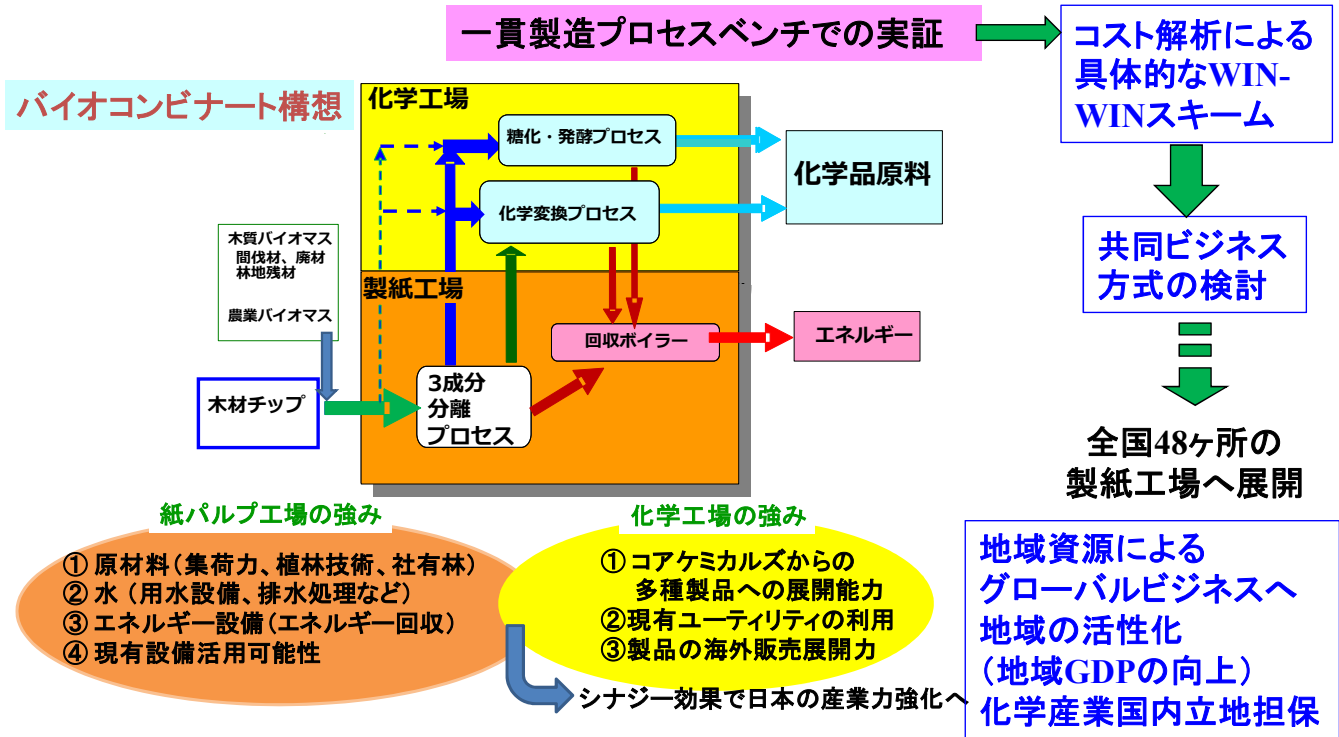 一貫製造プロセスベンチでの実証
コスト解析による
具体的なWIN-
WINスキーム
バイオコンビナート構想
化学工場
糖化・発酵プロセス
化学変換プロセス
化学品原料
共同ビジネス
方式の検討
木質バイオマス
間伐材、廃材
林地残材
農業バイオマス
製紙工場
回収ボイラー
エネルギー
木材チップ
3成分
分離
プロセス
全国48ヶ所の
製紙工場へ展開
紙パルプ工場の強み
① 原材料(集荷力、植林技術、社有林)
② 水 (用水設備、排水処理など)
③ エネルギー設備(エネルギー回収)
④ 現有設備活用可能性
化学工場の強み
① コアケミカルズからの
多種製品への展開能力
②現有ユーティリティの利用
③製品の海外販売展開力
シナジー効果で日本の産業力強化へ
地域資源による
グローバルビジネスへ
地域の活性化
(地域GDPの向上)
化学産業国内立地担保